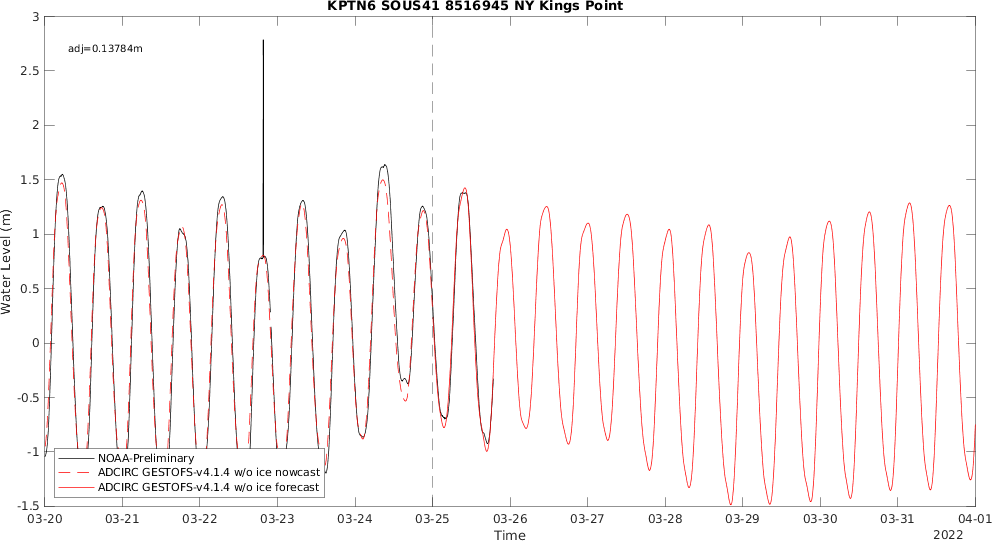 KPTN6 SOUS41 8516945 NY Kings Point
adj=0.13784m
3
2.5
2
1.5
1
0.5
0
-0.5
-1
-1.5
Water Level (m)
NOAA-Preliminary
ADCIRC GESTOFS-v4.1.4 w/o ice nowcast
ADCIRC GESTOFS-v4.1.4 w/o ice forecast
03-20 03-21 03-22 03-23 03-24 03-25 03-26 03-27 03-28 03-29 03-30 03-31 04-01
Time
2022